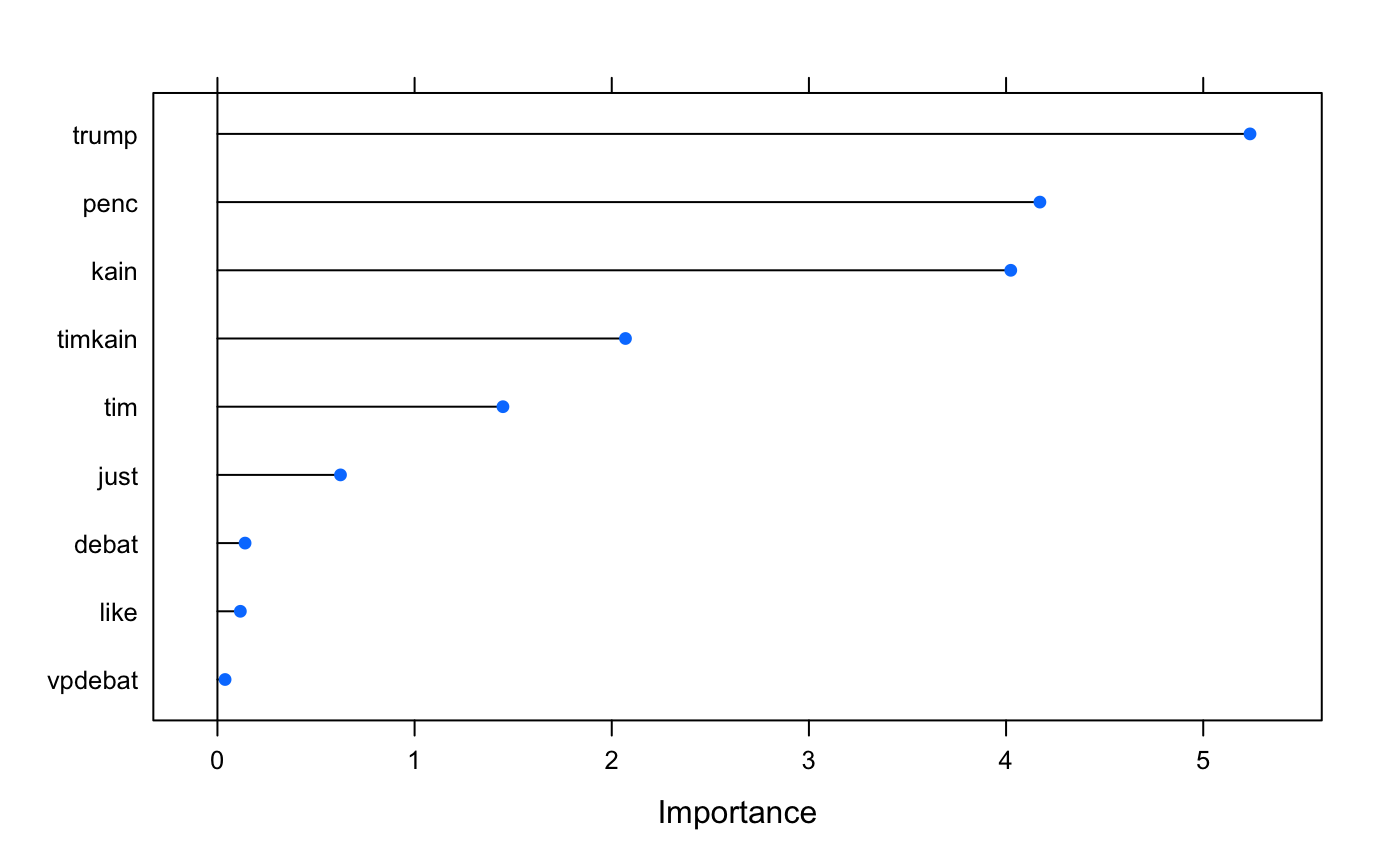 trump
penc
kain
timkain
tim
just
debat
like
vpdebat
0 1 2 3 4 5
Importance